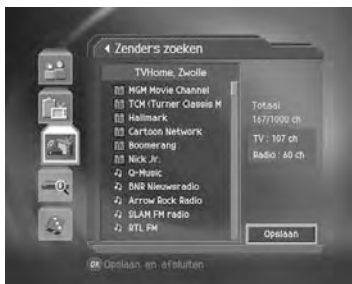 Zenders zoeken
TVHome, Zwolle
MGM Movie Channel
TCM (Turner Classis M
Hallmark
Cartoon Network
Boomerang
Nick Jr.
Q-Music
BNR Nieuwsradio
Arrow Rock Radio
SLAM FM radio
RTL FM
Totaal
167/1000 ch
TV : 107 ch
Radio : 60 ch
Opslaan
OK Opslaan en afsluiten